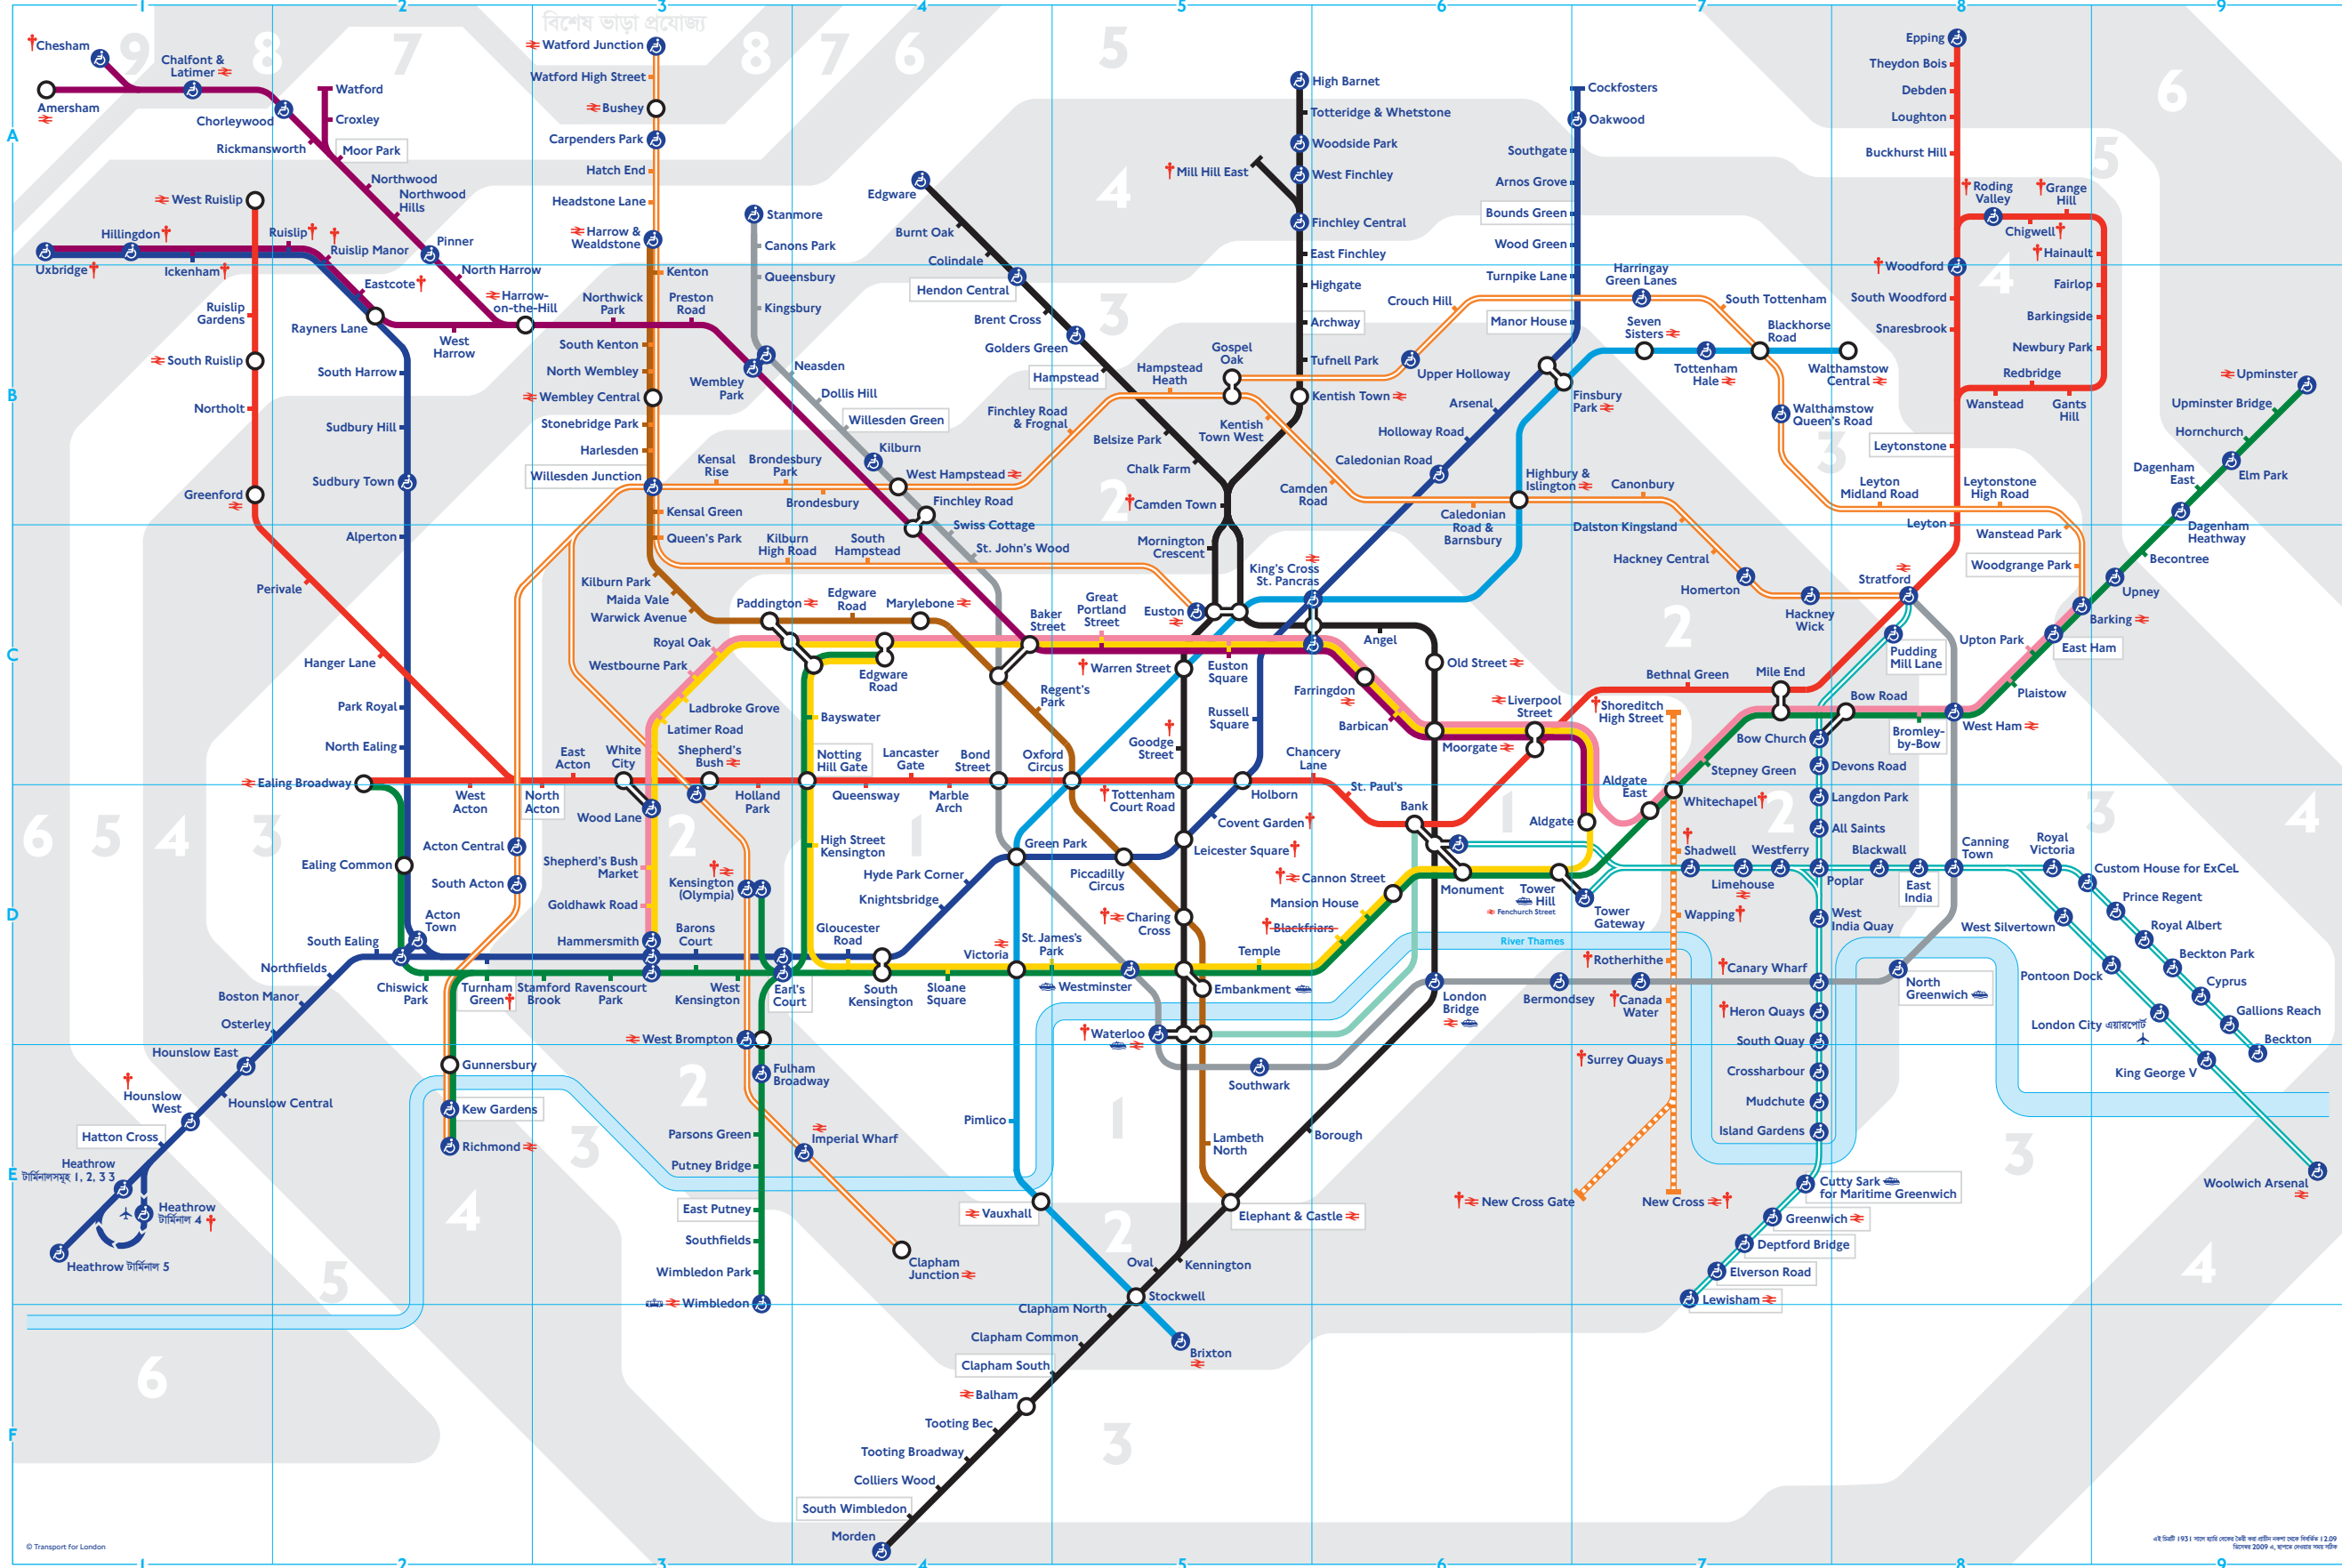 1 2 3 4 5 6 7 8 9
বিশেষ ভাড়া প্রযোজ্য
9 8 7 8 7 6 5 6
†Chesham
Chalfont &
Latimer
Amersham
Chorleywood
Rickmansworth
Watford
Croxley
Moor Park
Northwood
Northwood
Hills
Pinner
North Harrow
Harrow-
on-the-Hill
Watford Junction
Watford High Street
Bushey
Carpenders Park
Hatch End
Headstone Lane
Harrow &
Wealdstone
Kenton
Northwick
Park
Preston
Road
South Kenton
North Wembley
Wembley Central
Stonebridge Park
Harlesden
Willesden Junction
Kensal Green
Queen's Park
Kilburn Park
Maida Vale
Warwick Avenue
A
West Ruislip
Hillingdon†
Uxbridge†
Ickenham†
Ruislip†
†
Ruislip Manor
Eastcote†
Rayners Lane
West
Harrow
Ruislip
Gardens
South Ruislip
Northolt
Greenford
Perivale
Hanger Lane
South Harrow
Sudbury Hill
Sudbury Town
Alperton
Park Royal
North Ealing
B
Stanmore
Canons Park
Queensbury
Kingsbury
Wembley
Park
Neasden
Dollis Hill
Willesden Green
Kilburn
West Hampstead
Finchley Road
Swiss Cottage
St. John's Wood
Edgware
Burnt Oak
Colindale
Hendon Central
Brent Cross
Golders Green
Hampstead
Belsize Park
Chalk Farm
†Camden Town
Mornington
Crescent
High Barnet
Totteridge & Whetstone
Woodside Park
†Mill Hill East
West Finchley
Finchley Central
East Finchley
Highgate
Archway
Tufnell Park
Kentish Town
Cockfosters
Oakwood
Southgate
Arnos Grove
Bounds Green
Wood Green
Turnpike Lane
Manor House
Finsbury
Park
Arsenal
Holloway Road
Caledonian Road
Kensal
Rise
Brondesbury
Park
Brondesbury
Finchley Road
& Frognal
Hampstead
Heath
Gospel
Oak
Kentish
Town West
Camden
Road
Caledonian
Road &
Barnsbury
Highbury &
Islington
Canonbury
Dalston Kingsland
Hackney Central
Homerton
Hackney
Wick
Stratford
Crouch Hill
Upper Holloway
Harringay
Green Lanes
South Tottenham
Seven
Sisters
Tottenham
Hale
Blackhorse
Road
Walthamstow
Central
Walthamstow
Queen's Road
Leyton
Midland Road
Leytonstone
High Road
Wanstead Park
Woodgrange Park
Epping
Theydon Bois
Debden
Loughton
Buckhurst Hill
†Roding
Valley
†Grange
Hill
Chigwell†
†Hainault
†Woodford
Fairlop
Barkingside
Newbury Park
Redbridge
Wanstead
Gants
Hill
South Woodford
Snaresbrook
Leytonstone
Leyton
Upminster
Upminster Bridge
Hornchurch
Elm Park
Dagenham
East
Dagenham
Heathway
Becontree
Upney
Barking
East Ham
Upton Park
Plaistow
West Ham
Bromley-
by-Bow
Bow Road
Mile End
Stepney Green
Bethnal Green
Pudding
Mill Lane
Bow Church
Devons Road
Langdon Park
All Saints
C
Kilburn
High Road
South
Hampstead
Paddington
Edgware
Road
Marylebone
Royal Oak
Westbourne Park
Ladbroke Grove
Latimer Road
Edgware
Road
Baker
Street
Great
Portland
Street
Euston
Euston
Square
†Warren Street
King's Cross
St. Pancras
Angel
Old Street
Regent's
Park
Farringdon
Barbican
Moorgate
Liverpool
Street
†Shoreditch
High Street
Russell
Square
†
Goodge
Street
Bayswater
Notting
Hill Gate
Lancaster
Gate
Bond
Street
Oxford
Circus
Chancery
Lane
St. Paul's
Bank
Ealing Broadway
West
Acton
North
Acton
East
Acton
White
City
Shepherd's
Bush
Holland
Park
Queensway
Marble
Arch
†Tottenham
Court Road
Holborn
Covent Garden†
Leicester Square†
Aldgate
East
Aldgate
Whitechapel†
†
Shadwell
Wapping†
†Rotherhithe
†Canada
Water
†Surrey Quays
†New Cross Gate
New Cross †
D
Ealing Common
Acton Central
South Acton
Acton
Town
South Ealing
Northfields
Boston Manor
Osterley
Hounslow East
Hounslow Central
†
Hounslow
West
Hatton Cross
Heathrow
টার্মিনালসমূহ 1, 2, 3 3
Heathrow
টার্মিনাল 4 †
Heathrow টার্মিনাল 5
Chiswick
Park
Turnham
Green†
Stamford
Brook
Ravenscourt
Park
Gunnersbury
Kew Gardens
Richmond
Wood Lane
Shepherd's Bush
Market
Goldhawk Road
Hammersmith
Barons
Court
West
Kensington
†
Kensington
(Olympia)
Earl's
Court
High Street
Kensington
Gloucester
Road
South
Kensington
Knightsbridge
Hyde Park Corner
Green Park
Piccadilly
Circus
Sloane
Square
Victoria
St. James's
Park
Westminster
†Charing
Cross
Embankment
Temple
†Blackfriars
Mansion House
†Cannon Street
Monument
Tower
Hill
Fenchurch Street
Tower
Gateway
River Thames
Limehouse
Westferry
Poplar
Blackwall
East
India
Canning
Town
Royal
Victoria
Custom House for ExCeL
Prince Regent
Royal Albert
Beckton Park
Cyprus
Gallions Reach
Beckton
West Silvertown
Pontoon Dock
London City এয়ারপোর্ট
King George V
Woolwich Arsenal
West
India Quay
†Canary Wharf
†Heron Quays
South Quay
Crossharbour
Mudchute
Island Gardens
Cutty Sark
for Maritime Greenwich
Greenwich
Deptford Bridge
Elverson Road
Lewisham
North
Greenwich
Bermondsey
London
Bridge
Southwark
†Waterloo
Borough
Lambeth
North
Elephant & Castle
E
West Brompton
Fulham
Broadway
Parsons Green
Putney Bridge
East Putney
Southfields
Wimbledon Park
Wimbledon
Imperial Wharf
Clapham
Junction
Pimlico
Vauxhall
Stockwell
Brixton
Oval
Kennington
Clapham North
Clapham Common
Clapham South
Balham
Tooting Bec
Tooting Broadway
Colliers Wood
South Wimbledon
Morden
F
© Transport for London
1 2 3 4 5 6 7 8 9